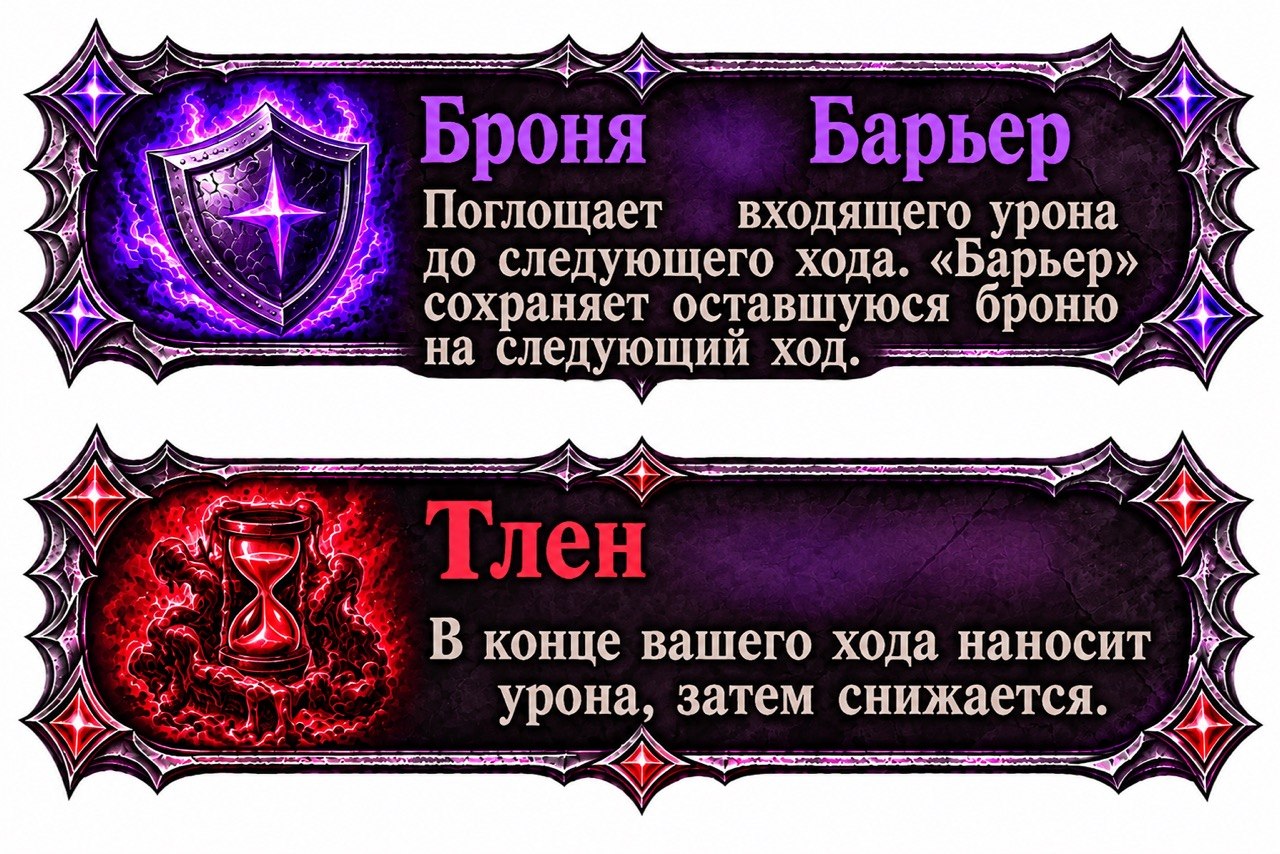 Броня Барьер
Поглощает входящего урона
до следующего хода. «Барьер»
сохраняет оставшуюся броню
на следующий ход.
Тлен
В конце вашего хода наносит
урона, затем снижается.